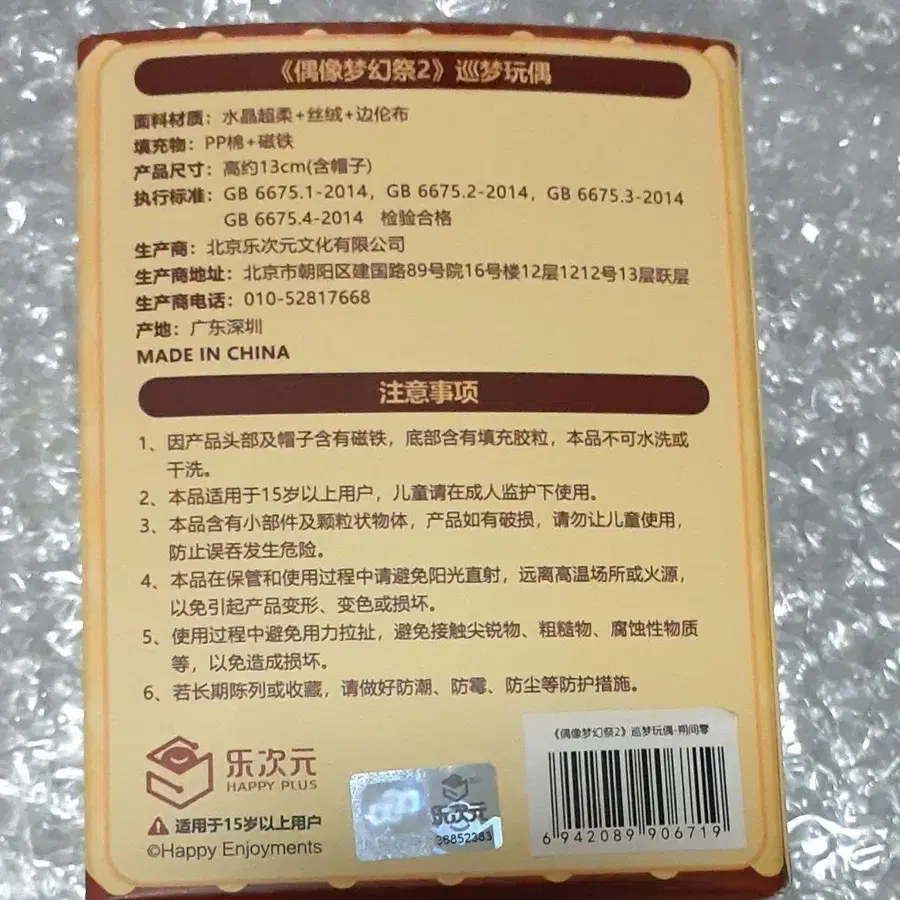 《偶像梦幻祭2》巡梦玩偶
面料材质：水晶超柔+丝绒+边伦布
填充物：PP棉+磁铁
产品尺寸：高约13cm(含帽子)
执行标准：GB 6675.1-2014，GB 6675.2-2014，GB 6675.3-2014
GB 6675.4-2014 检验合格
生产商：北京乐次元文化有限公司
生产商地址：北京市朝阳区建国路89号院16号楼12层1212号13层跃层
生产商电话：010-52817668
产地：广东深圳
MADE IN CHINA
注意事项
1、因产品头部及帽子含有磁铁，底部含有填充胶粒，本品不可水洗或
干洗。
2、本品适用于15岁以上用户，儿童请在成人监护下使用。
3、本品含有小部件及颗粒状物体，产品如有破损，请勿让儿童使用，
防止误吞发生危险。
4、本品在保管和使用过程中请避免阳光直射，远离高温场所或火源，
以免引起产品变形、变色或损坏。
5、使用过程中避免用力拉扯，避免接触尖锐物、粗糙物、腐蚀性物质
等，以免造成损坏。
6、若长期陈列或收藏，请做好防潮、防霉、防尘等防护措施。
《偶像梦幻祭2》巡梦玩偶-朔间零
乐次元
HAPPY PLUS
乐次元
36852383
6 942089 906719
适用于15岁以上用户
©Happy Enjoyments